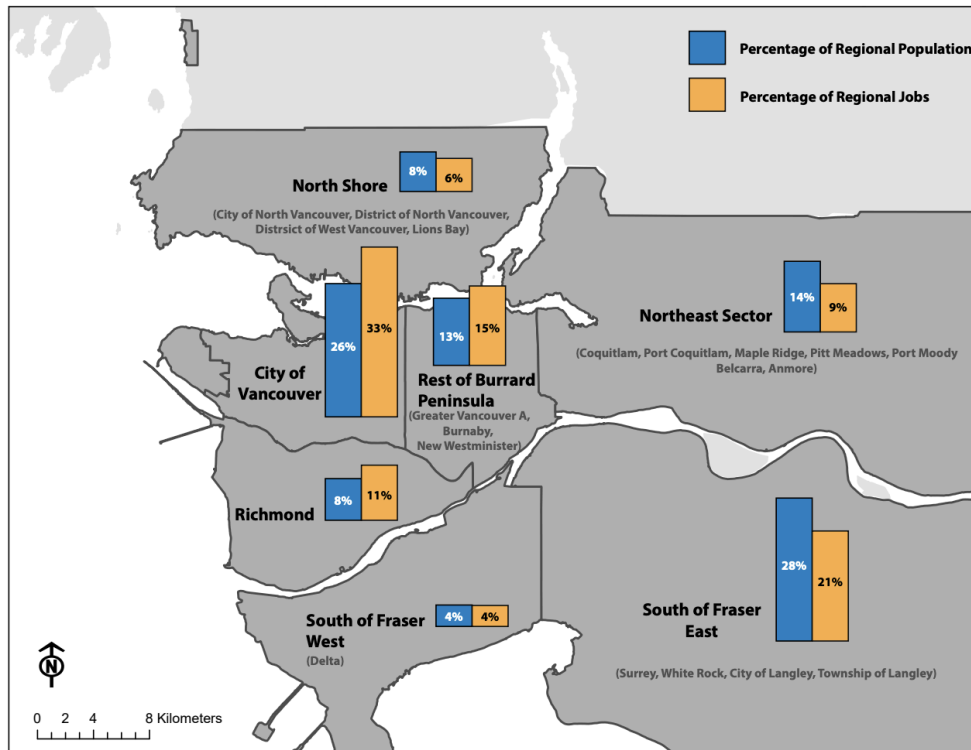 Percentage of Regional Population
Percentage of Regional Jobs
8%
6%
North Shore
(City of North Vancouver, District of North Vancouver,
Distrsict of West Vancouver, Lions Bay)
26%
33%
City of
Vancouver
13%
15%
Rest of Burrard
Peninsula
(Greater Vancouver A,
Burnaby,
New Westminister)
14%
9%
Northeast Sector
(Coquitlam, Port Coquitlam, Maple Ridge, Pitt Meadows, Port Moody
Belcarra, Anmore)
8%
11%
Richmond
4%
4%
South of Fraser
West
(Delta)
28%
21%
South of Fraser
East
(Surrey, White Rock, City of Langley, Township of Langley)
N
0 2 4 8 Kilometers